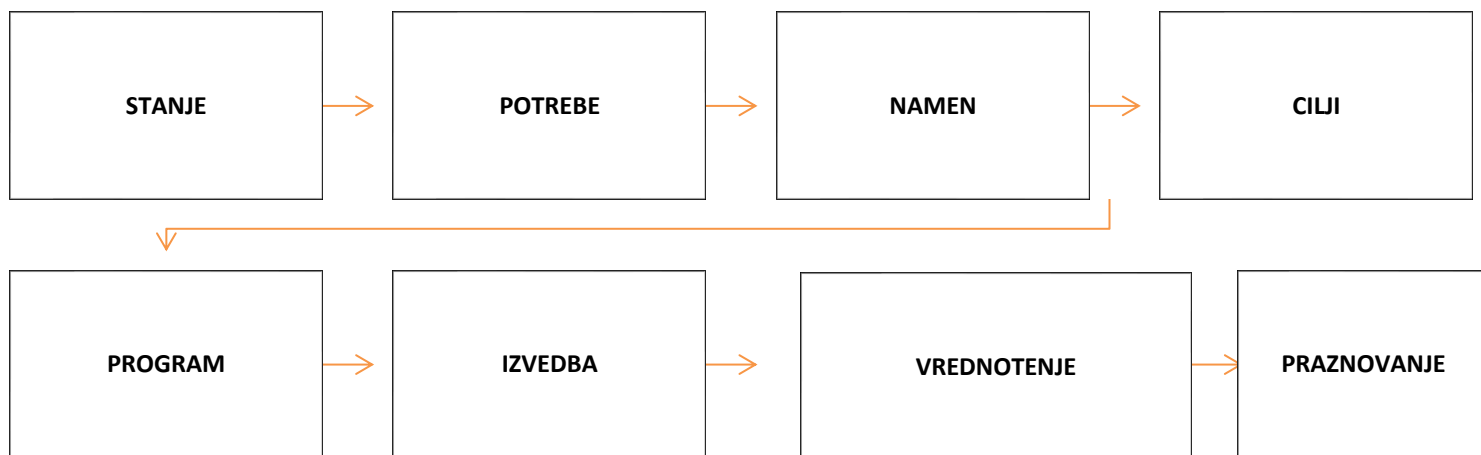 STANJE
POTREBE
NAMEN
CILJI
PROGRAM
IZVEDBA
VREDNOTENJE
PRAZNOVANJE